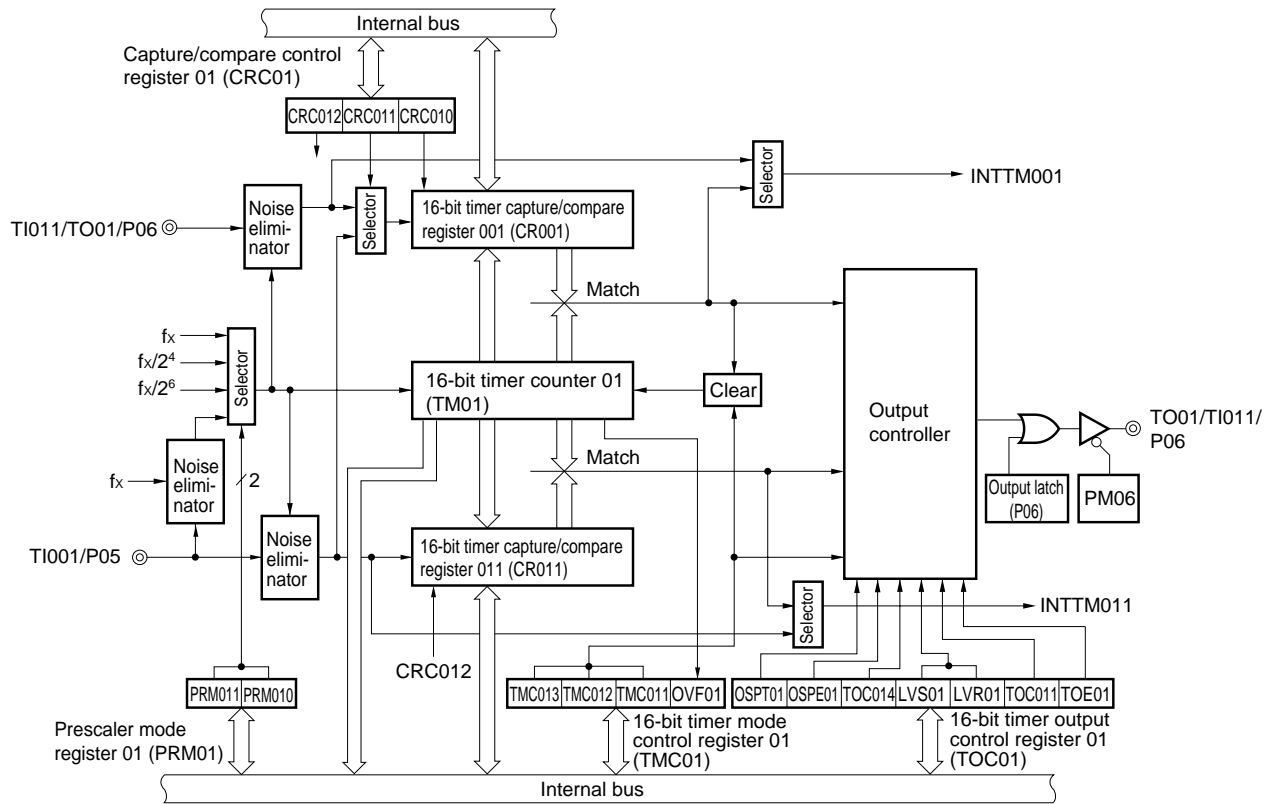 Internal bus
Capture/compare control
register 01 (CRC01)
CRC012 CRC011 CRC010
Selector
INTTM001
TI011/TO01/P06
Noise
elimi-
nator
Selector
16-bit timer capture/compare
register 001 (CR001)
Match
fx
fx/2⁴
fx/2⁶
Selector
16-bit timer counter 01
(TM01)
Clear
Output
controller
TO01/TI011/
P06
fx
Noise
elimi-
nator
2
Match
Output latch
(P06)
PM06
TI001/P05
Noise
elimi-
nator
16-bit timer capture/compare
register 011 (CR011)
Selector
INTTM011
CRC012
PRM011 PRM010
TMC013 TMC012 TMC011 OVF01
OSPT01 OSPE01 TOC014 LVS01 LVR01 TOC011 TOE01
Prescaler mode
register 01 (PRM01)
16-bit timer mode
control register 01
(TMC01)
16-bit timer output
control register 01
(TOC01)
Internal bus